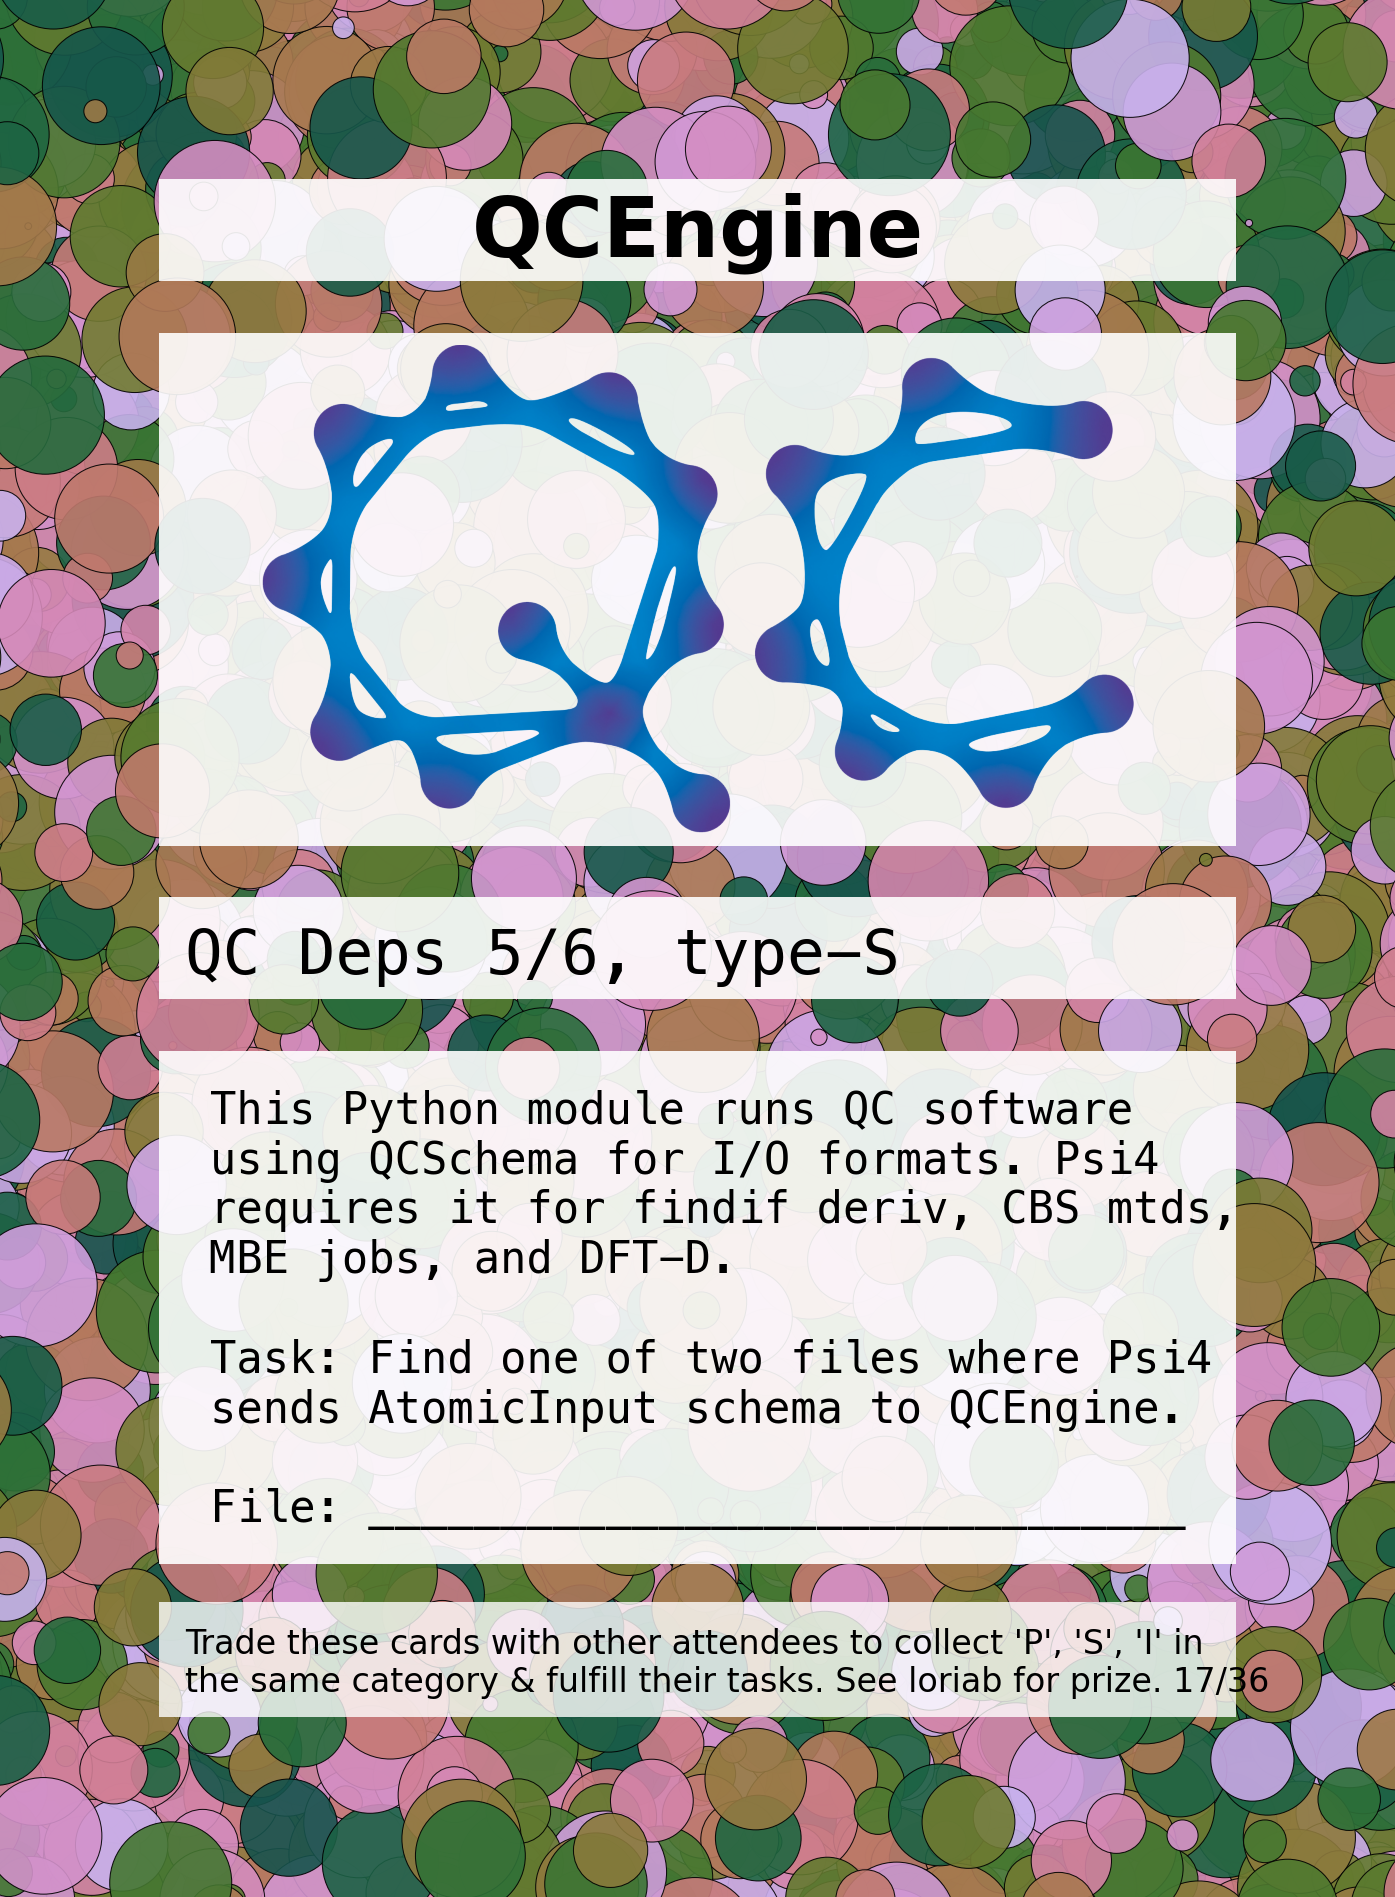 QCEngine
QC
QC Deps 5/6, type−S
This Python module runs QC software
using QCSchema for I/O formats. Psi4
requires it for findif deriv, CBS mtds,
MBE jobs, and DFT−D.
Task: Find one of two files where Psi4
sends AtomicInput schema to QCEngine.
File: _______________________________
Trade these cards with other attendees to collect 'P', 'S', 'I' in
the same category & fulfill their tasks. See loriab for prize. 17/36